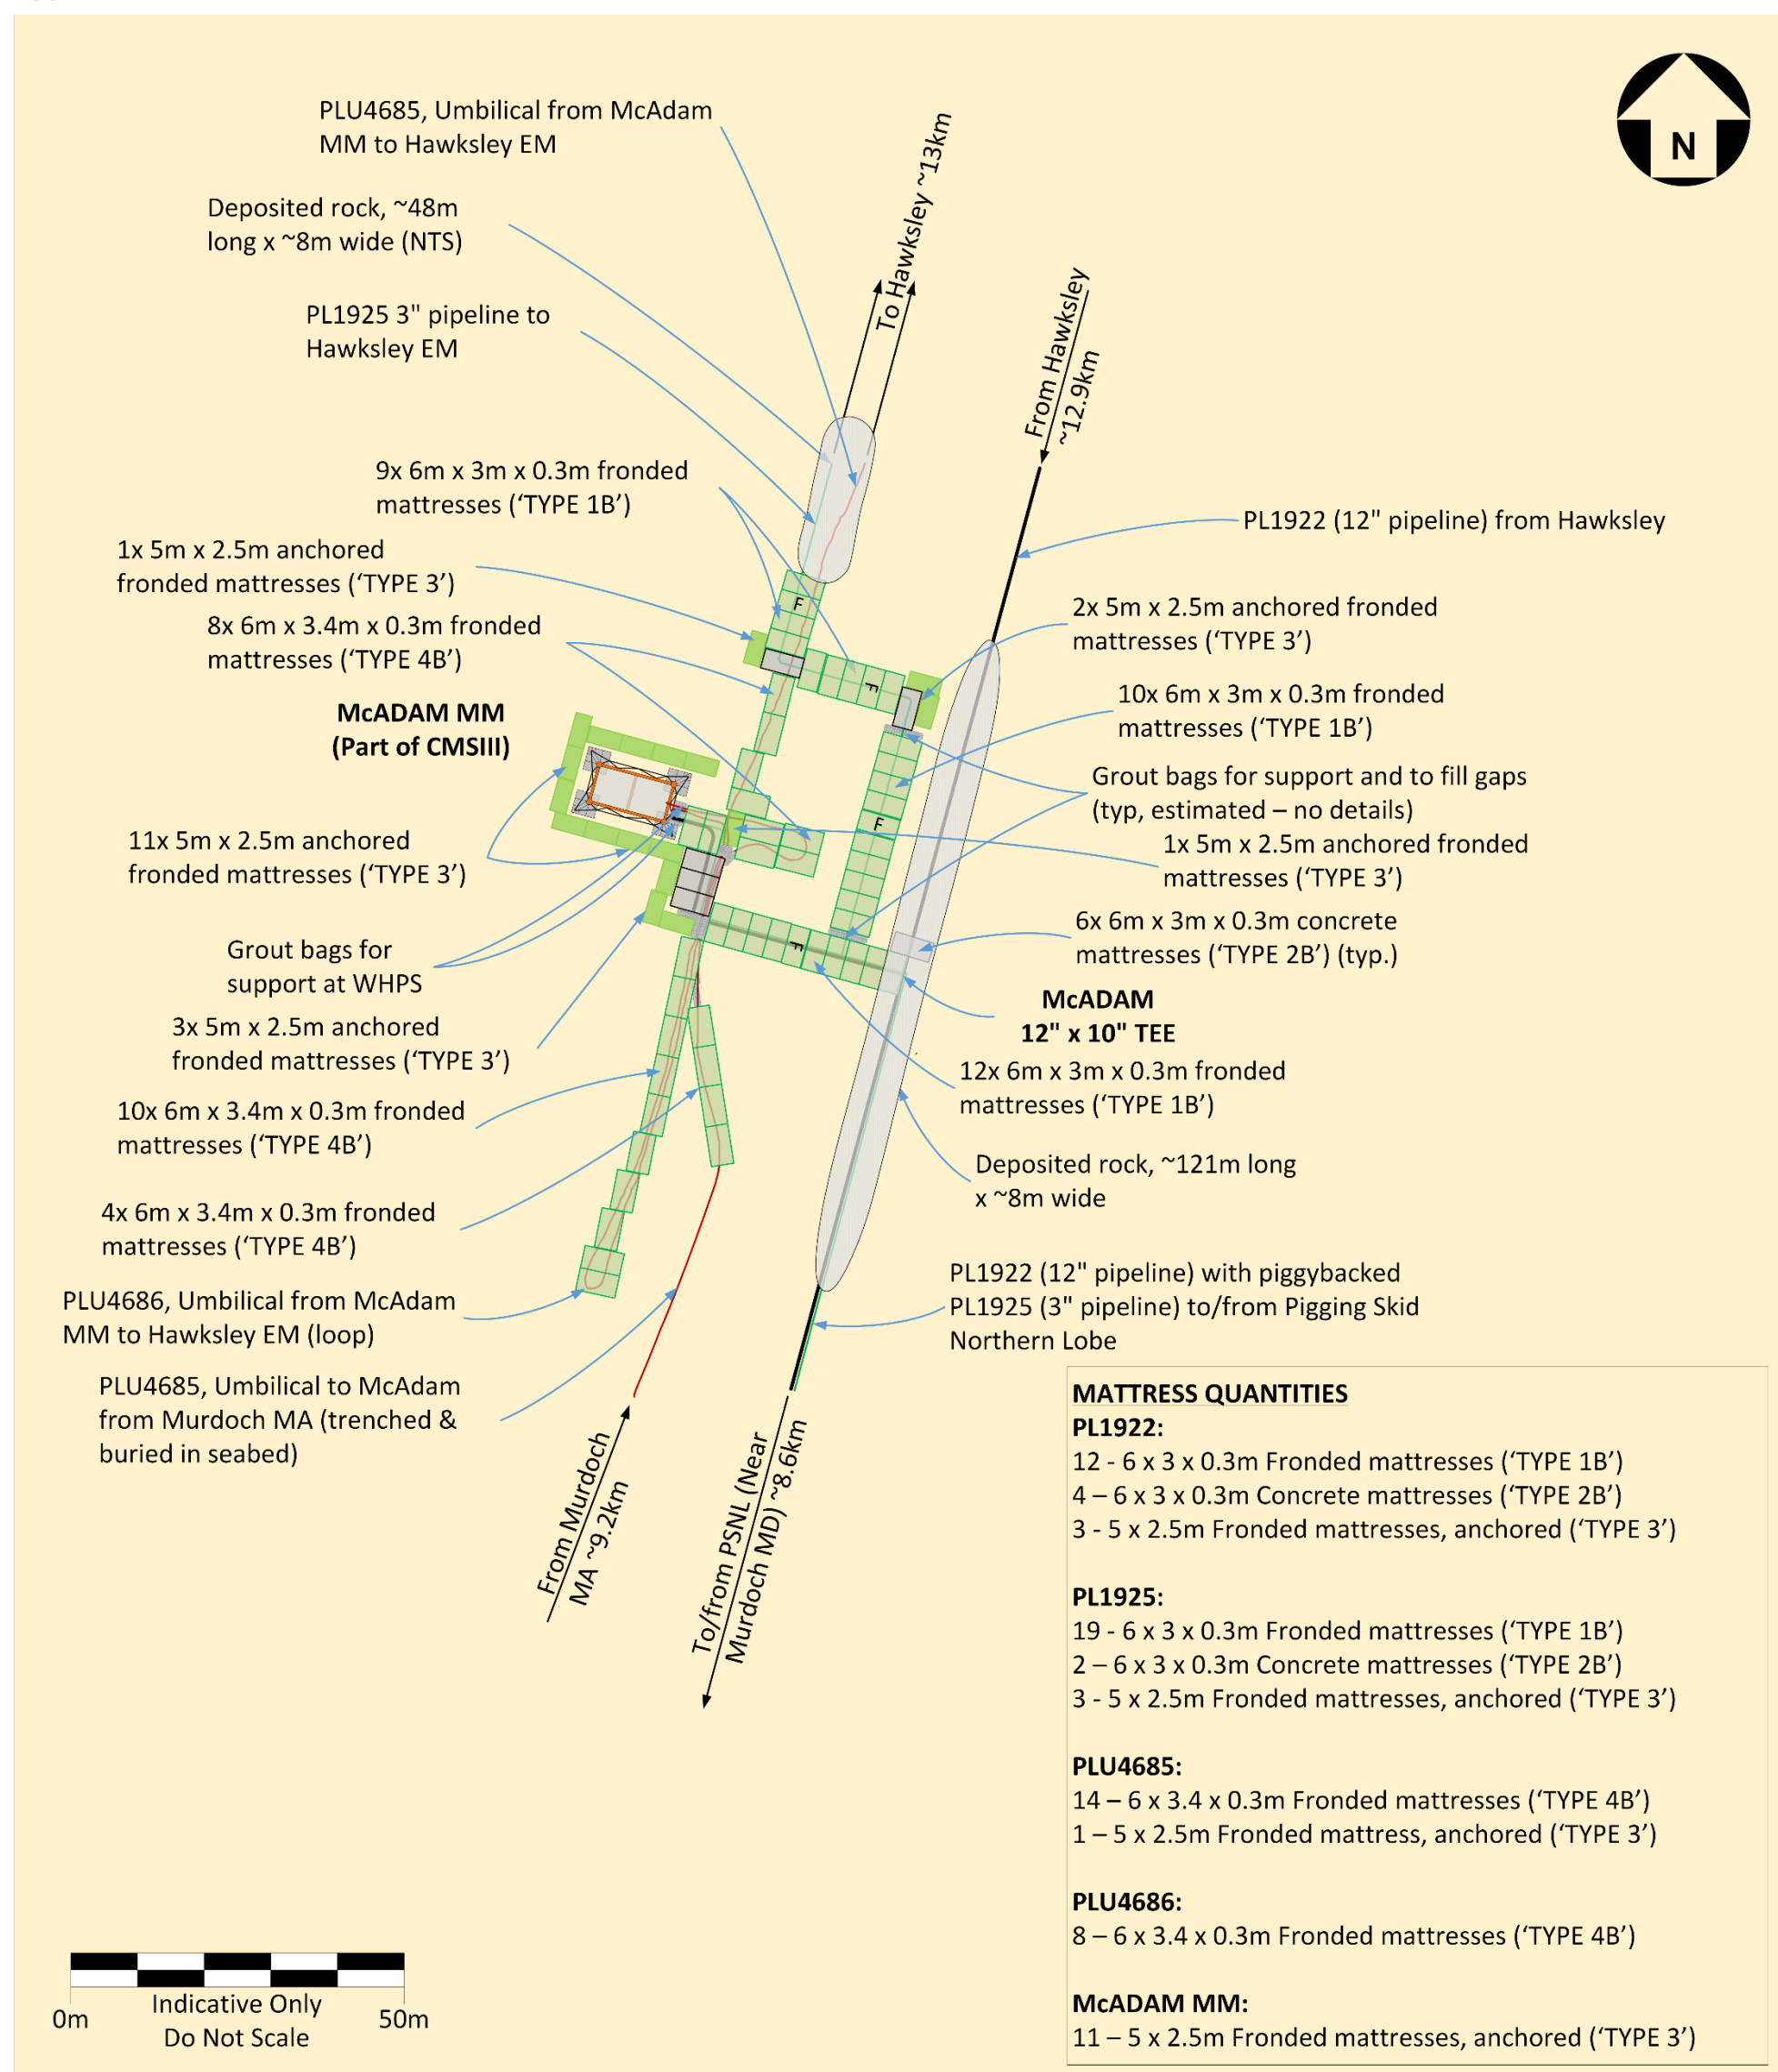 N
PLU4685, Umbilical from McAdam
MM to Hawksley EM
Deposited rock, ~48m
long x ~8m wide (NTS)
PL1925 3" pipeline to
Hawksley EM
To Hawksley ~13km
From Hawksley
~12.9km
9x 6m x 3m x 0.3m fronded
mattresses (‘TYPE 1B’)
PL1922 (12" pipeline) from Hawksley
1x 5m x 2.5m anchored
fronded mattresses (‘TYPE 3’)
8x 6m x 3.4m x 0.3m fronded
mattresses (‘TYPE 4B’)
2x 5m x 2.5m anchored fronded
mattresses (‘TYPE 3’)
F
F
McADAM MM
(Part of CMSIII)
10x 6m x 3m x 0.3m fronded
mattresses (‘TYPE 1B’)
Grout bags for support and to fill gaps
(typ, estimated – no details)
F
11x 5m x 2.5m anchored
fronded mattresses (‘TYPE 3’)
1x 5m x 2.5m anchored fronded
mattresses (‘TYPE 3’)
6x 6m x 3m x 0.3m concrete
mattresses (‘TYPE 2B’) (typ.)
F
Grout bags for
support at WHPS
McADAM
12" x 10" TEE
3x 5m x 2.5m anchored
fronded mattresses (‘TYPE 3’)
12x 6m x 3m x 0.3m fronded
mattresses (‘TYPE 1B’)
10x 6m x 3.4m x 0.3m fronded
mattresses (‘TYPE 4B’)
Deposited rock, ~121m long
x ~8m wide
4x 6m x 3.4m x 0.3m fronded
mattresses (‘TYPE 4B’)
PLU4686, Umbilical from McAdam
MM to Hawksley EM (loop)
PL1922 (12" pipeline) with piggybacked
PL1925 (3" pipeline) to/from Pigging Skid
Northern Lobe
PLU4685, Umbilical to McAdam
from Murdoch MA (trenched &
buried in seabed)
From Murdoch
MA ~9.2km
To/from PSNL (Near
Murdoch MD) ~8.6km
MATTRESS QUANTITIES
PL1922:
12 - 6 x 3 x 0.3m Fronded mattresses (‘TYPE 1B’)
4 – 6 x 3 x 0.3m Concrete mattresses (‘TYPE 2B’)
3 - 5 x 2.5m Fronded mattresses, anchored (‘TYPE 3’)
PL1925:
19 - 6 x 3 x 0.3m Fronded mattresses (‘TYPE 1B’)
2 – 6 x 3 x 0.3m Concrete mattresses (‘TYPE 2B’)
3 - 5 x 2.5m Fronded mattresses, anchored (‘TYPE 3’)
PLU4685:
14 – 6 x 3.4 x 0.3m Fronded mattresses (‘TYPE 4B’)
1 – 5 x 2.5m Fronded mattress, anchored (‘TYPE 3’)
PLU4686:
8 – 6 x 3.4 x 0.3m Fronded mattresses (‘TYPE 4B’)
McADAM MM:
11 – 5 x 2.5m Fronded mattresses, anchored (‘TYPE 3’)
0m
Indicative Only
Do Not Scale
50m